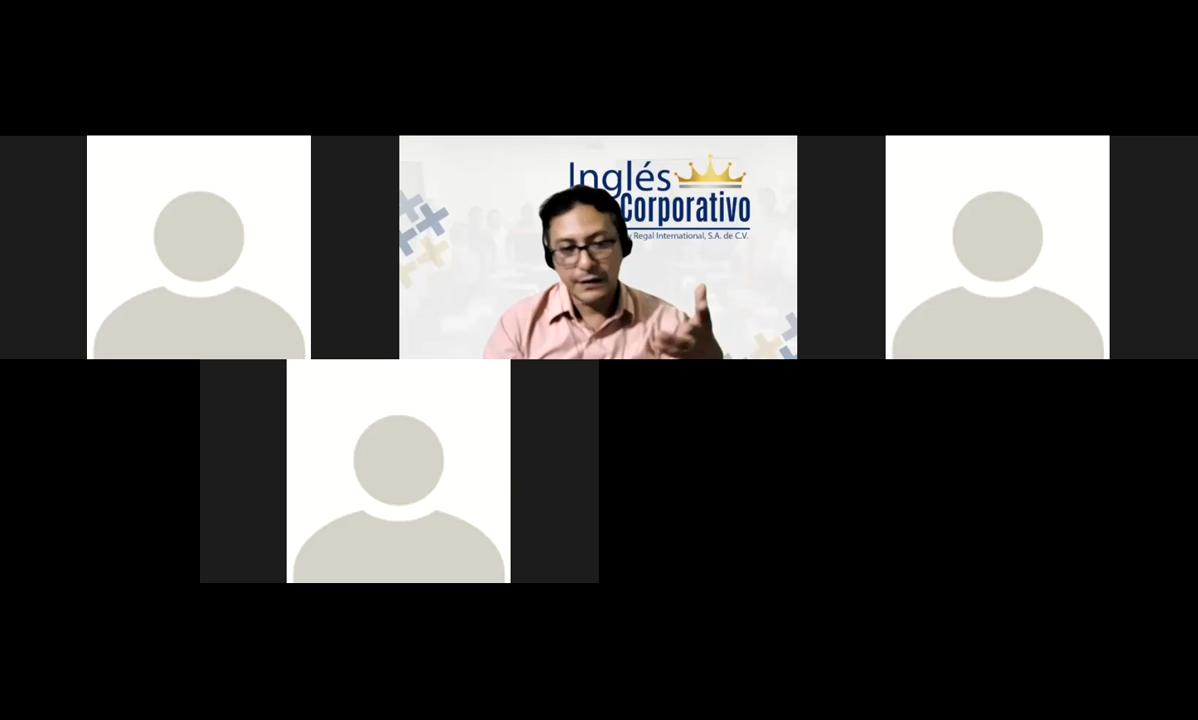 Inglés
Corporativo
Regal International, S.A. de C.V.